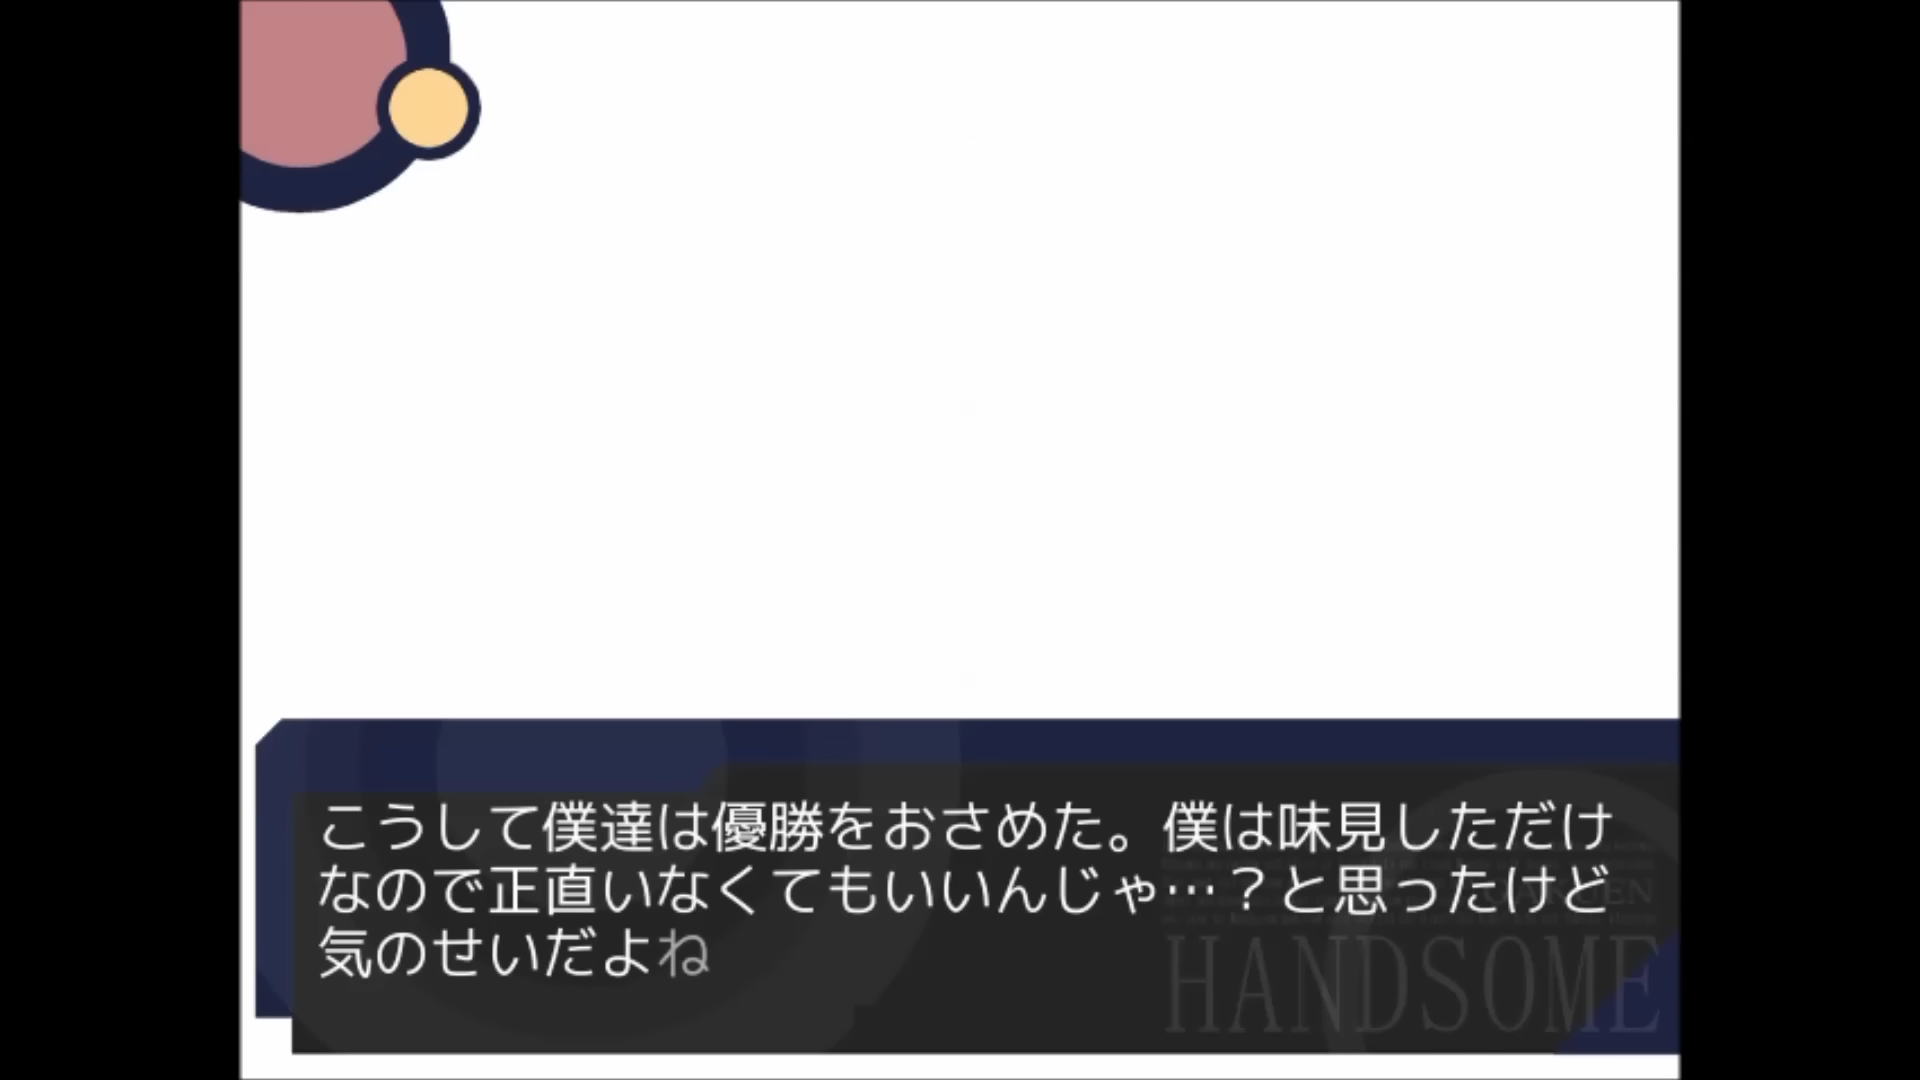 こうして僕達は優勝をおさめた。僕は味見しただけ
なので正直いなくてもいいんじゃ…？と思ったけど
気のせいだよね
HANDSOME